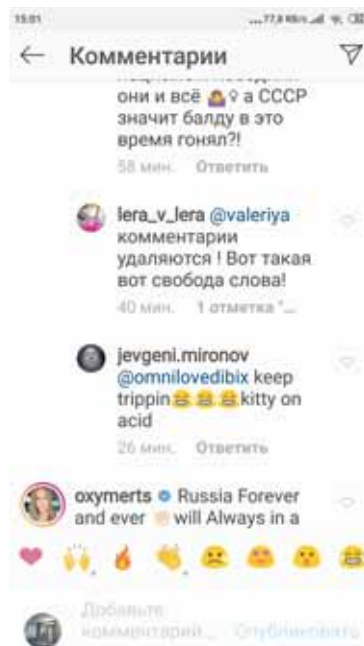 15:01
Комментарии
они и всё 🤷♀ а СССР
значит балду в это
время гонял?!
58 мин. Ответить
lera_v_lera @valeriya
комментарии
удаляются ! Вот такая
вот свобода слова!
40 мин. 1 отметка "...
jevgeni.mironov
@omnilovedibix keep
trippin😂😂😂kitty on
acid
26 мин. Ответить
oxymerts Russia Forever
and ever 👏🏻will Always in a
Добавьте
комментарий... Опубликовать